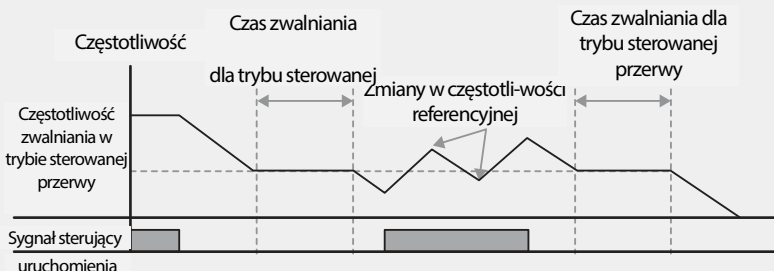 Częstotliwość
Czas zwalniania
dla trybu sterowanej
Zmiany w częstotli-wości
referencyjnej
Czas zwaniania dla
trybu sterowanej
przerwy
Częstotliwość
zwalniania w
trybie sterowanej
przerwy
Sygnał sterujący
uruchomienia